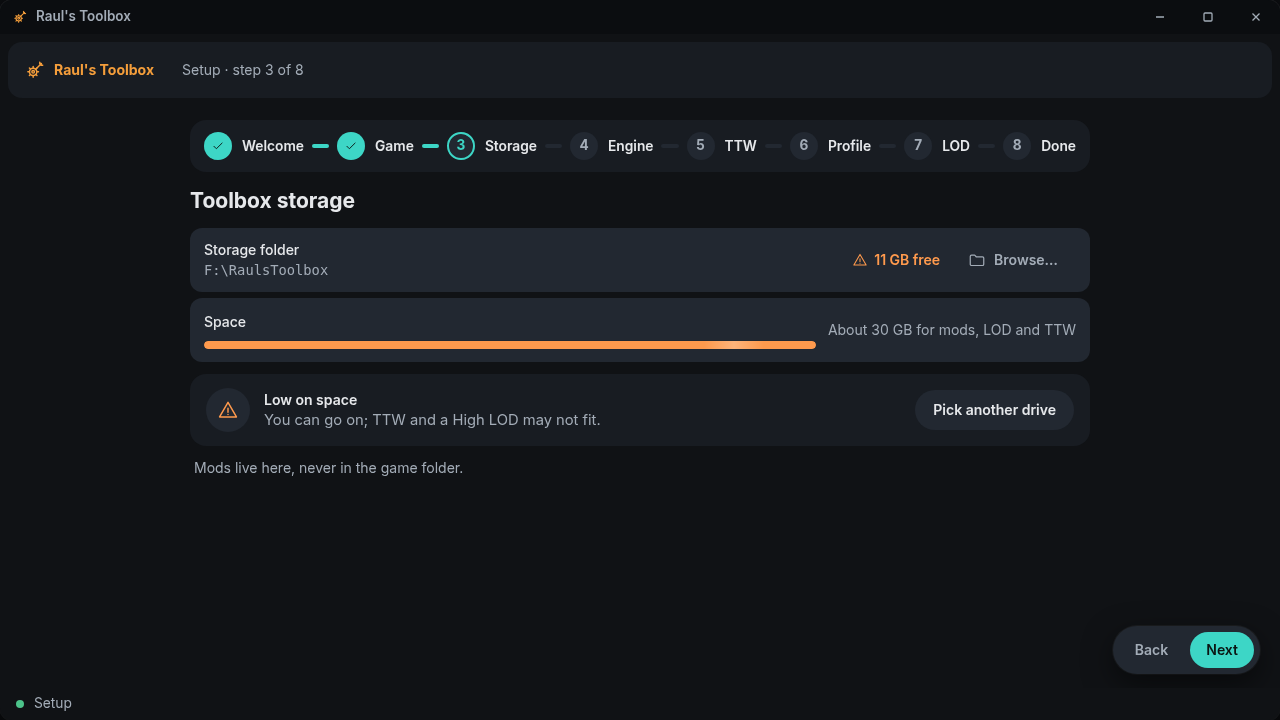 Raul's Toolbox
Raul's Toolbox
Setup · step 3 of 8
Welcome
Game
3 Storage
4 Engine
5 TTW
6 Profile
7 LOD
8 Done
Toolbox storage
Storage folder
F:\RaulsToolbox
11 GB free
Browse...
Space
About 30 GB for mods, LOD and TTW
Low on space
You can go on; TTW and a High LOD may not fit.
Pick another drive
Mods live here, never in the game folder.
Back
Next
Setup